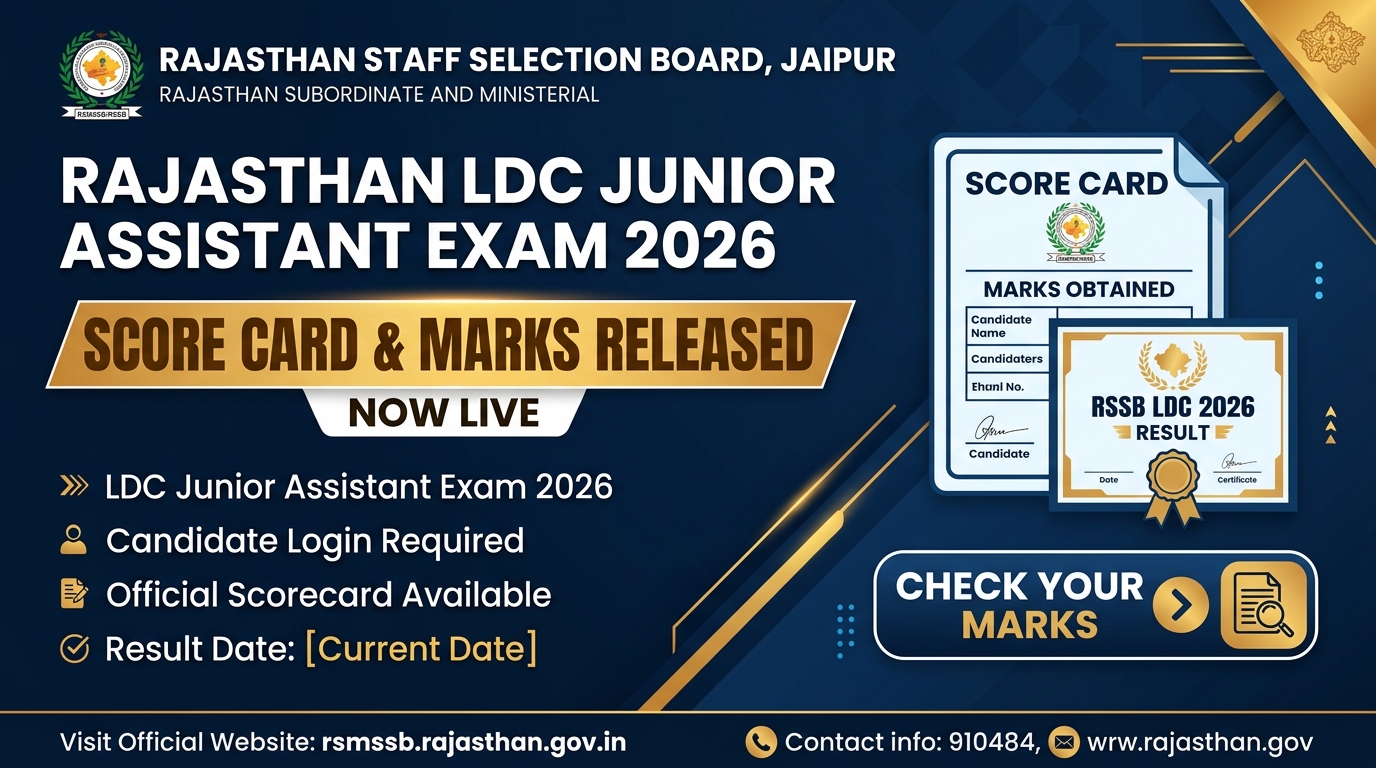 RAJASTHAN STAFF SELECTION BOARD, JAIPUR
RAJASTHAN SUBORDINATE AND MINISTERIAL
RAJASTHAN LDC JUNIOR
ASSISTANT EXAM 2026
SCORE CARD & MARKS RELEASED
NOW LIVE
LDC Junior Assistant Exam 2026
Candidate Login Required
Official Scorecard Available
Result Date: [Current Date]
SCORE CARD
MARKS OBTAINED
Candidate
Name
Candidaters
Ehanl No.
Candidate
RSSB LDC 2026
RESULT
Date
Certificate
CHECK YOUR
MARKS
Visit Official Website: rsmssb.rajasthan.gov.in
Contact info: 910484,
wrw.rajasthan.gov